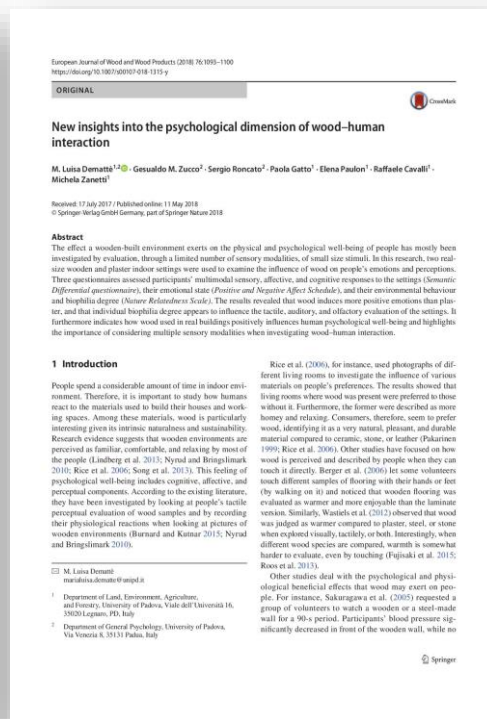 European Journal of Wood and Wood Products (2018) 76:1093–1100
https://doi.org/10.1007/s00107-018-1315-y
ORIGINAL
CrossMark
New insights into the psychological dimension of wood–human
interaction
M. Luisa Demattè1,2 · Gesualdo M. Zucco2 · Sergio Roncato2 · Paola Gatto1 · Elena Paulon1 · Raffaele Cavalli1 ·
Michela Zanetti1
Received: 17 July 2017 / Published online: 11 May 2018
© Springer-Verlag GmbH Germany, part of Springer Nature 2018
Abstract
The effect a wooden-built environment exerts on the physical and psychological well-being of people has mostly been
investigated by evaluation, through a limited number of sensory modalities, of small size stimuli. In this research, two real-
size wooden and plaster indoor settings were used to examine the influence of wood on people's emotions and perceptions.
Three questionnaires assessed participants' multimodal sensory, affective, and cognitive responses to the settings (Semantic
Differential questionnaire), their emotional state (Positive and Negative Affect Schedule), and their environmental behaviour
and biophilia degree (Nature Relatedness Scale). The results revealed that wood induces more positive emotions than plas-
ter, and that individual biophilia degree appears to influence the tactile, auditory, and olfactory evaluation of the settings. It
furthermore indicates how wood used in real buildings positively influences human psychological well-being and highlights
the importance of considering multiple sensory modalities when investigating wood–human interaction.
1 Introduction
People spend a considerable amount of time in indoor envi-
ronment. Therefore, it is important to study how humans
react to the materials used to build their houses and work-
ing spaces. Among these materials, wood is particularly
interesting given its intrinsic naturalness and sustainability.
Research evidence suggests that wooden environments are
perceived as familiar, comfortable, and relaxing by most of
the people (Lindberg et al. 2013; Nyrud and Bringslimark
2010; Rice et al. 2006; Song et al. 2013). This feeling of
psychological well-being includes cognitive, affective, and
perceptual components. According to the existing literature,
they have been investigated by looking at people's tactile
perceptual evaluation of wood samples and by recording
their physiological reactions when looking at pictures of
wooden environments (Burnard and Kutnar 2015; Nyrud
and Bringslimark 2010).
M. Luisa Demattè
marialuisa.dematte@unipd.it
1 Department of Land, Environment, Agriculture,
and Forestry, University of Padova, Viale dell'Università 16,
35020 Legnaro, PD, Italy
2 Department of General Psychology, University of Padova,
Via Venezia 8, 35131 Padua, Italy
Rice et al. (2006), for instance, used photographs of dif-
ferent living rooms to investigate the influence of various
materials on people's preferences. The results showed that
living rooms where wood was present were preferred to those
without it. Furthermore, the former were described as more
homey and relaxing. Consumers, therefore, seem to prefer
wood, identifying it as a very natural, pleasant, and durable
material compared to ceramic, stone, or leather (Pakarinen
1999; Rice et al. 2006). Other studies have focused on how
wood is perceived and described by people when they can
touch it directly. Berger et al. (2006) let some volunteers
touch different samples of flooring with their hands or feet
(by walking on it) and noticed that wooden flooring was
evaluated as warmer and more enjoyable than the laminate
version. Similarly, Wastiels et al. (2012) observed that wood
was judged as warmer compared to plaster, steel, or stone
when explored visually, tactilely, or both. Interestingly, when
different wood species are compared, warmth is somewhat
harder to evaluate, even by touching (Fujisaki et al. 2015;
Roos et al. 2013).
Other studies deal with the psychological and physi-
ological beneficial effects that wood may exert on peo-
ple. For instance, Sakuragawa et al. (2005) requested a
group of volunteers to watch a wooden or a steel-made
wall for a 90-s period. Participants' blood pressure sig-
nificantly decreased in front of the wooden wall, while no
Springer